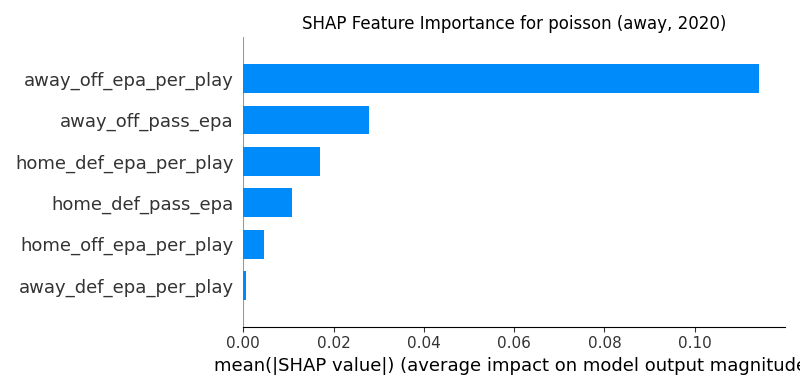 SHAP Feature Importance for poisson (away, 2020)
away_off_epa_per_play
away_off_pass_epa
home_def_epa_per_play
home_def_pass_epa
home_off_epa_per_play
away_def_epa_per_play
0.00 0.02 0.04 0.06 0.08 0.10
mean(|SHAP value|) (average impact on model output magnitude